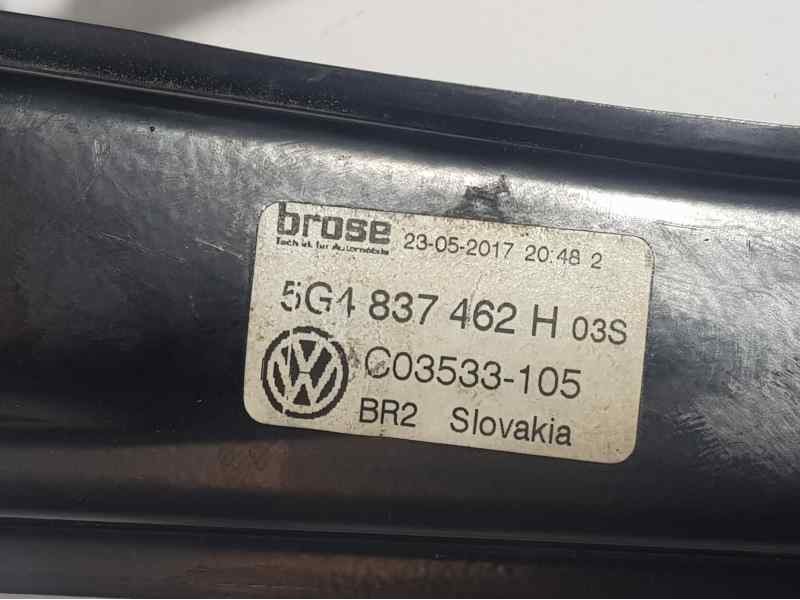 brose
Technik für Automobile
23-05-2017 20:48 2
5G4 837 462 H 03S
C03533-105
BR2 Slovakia